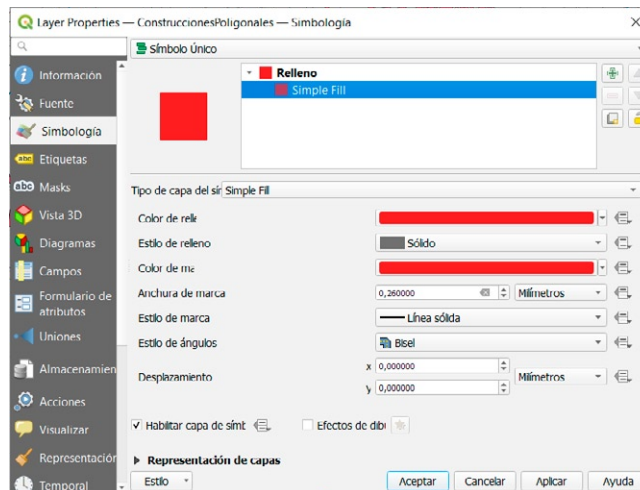 Layer Properties — ConstruccionesPoligonales — Simbología
Símbolo Único
Información
Fuente
Simbología
Etiquetas
Masks
Vista 3D
Diagramas
Campos
Formulario de
atributos
Uniones
Almacenamien
Acciones
Visualizar
Representación
Temporal
Relleno
Simple Fill
Tipo de capa del sír Simple Fill
Color de relle
Estilo de relleno Sólido
Color de ma
Anchura de marca 0,260000 Milímetros
Estilo de marca Línea sólida
Estilo de ángulos Bisel
Desplazamiento x 0,000000 Milímetros
y 0,000000
Habilitar capa de símb Efectos de dibu
Representación de capas
Estilo Aceptar Cancelar Aplicar Ayuda